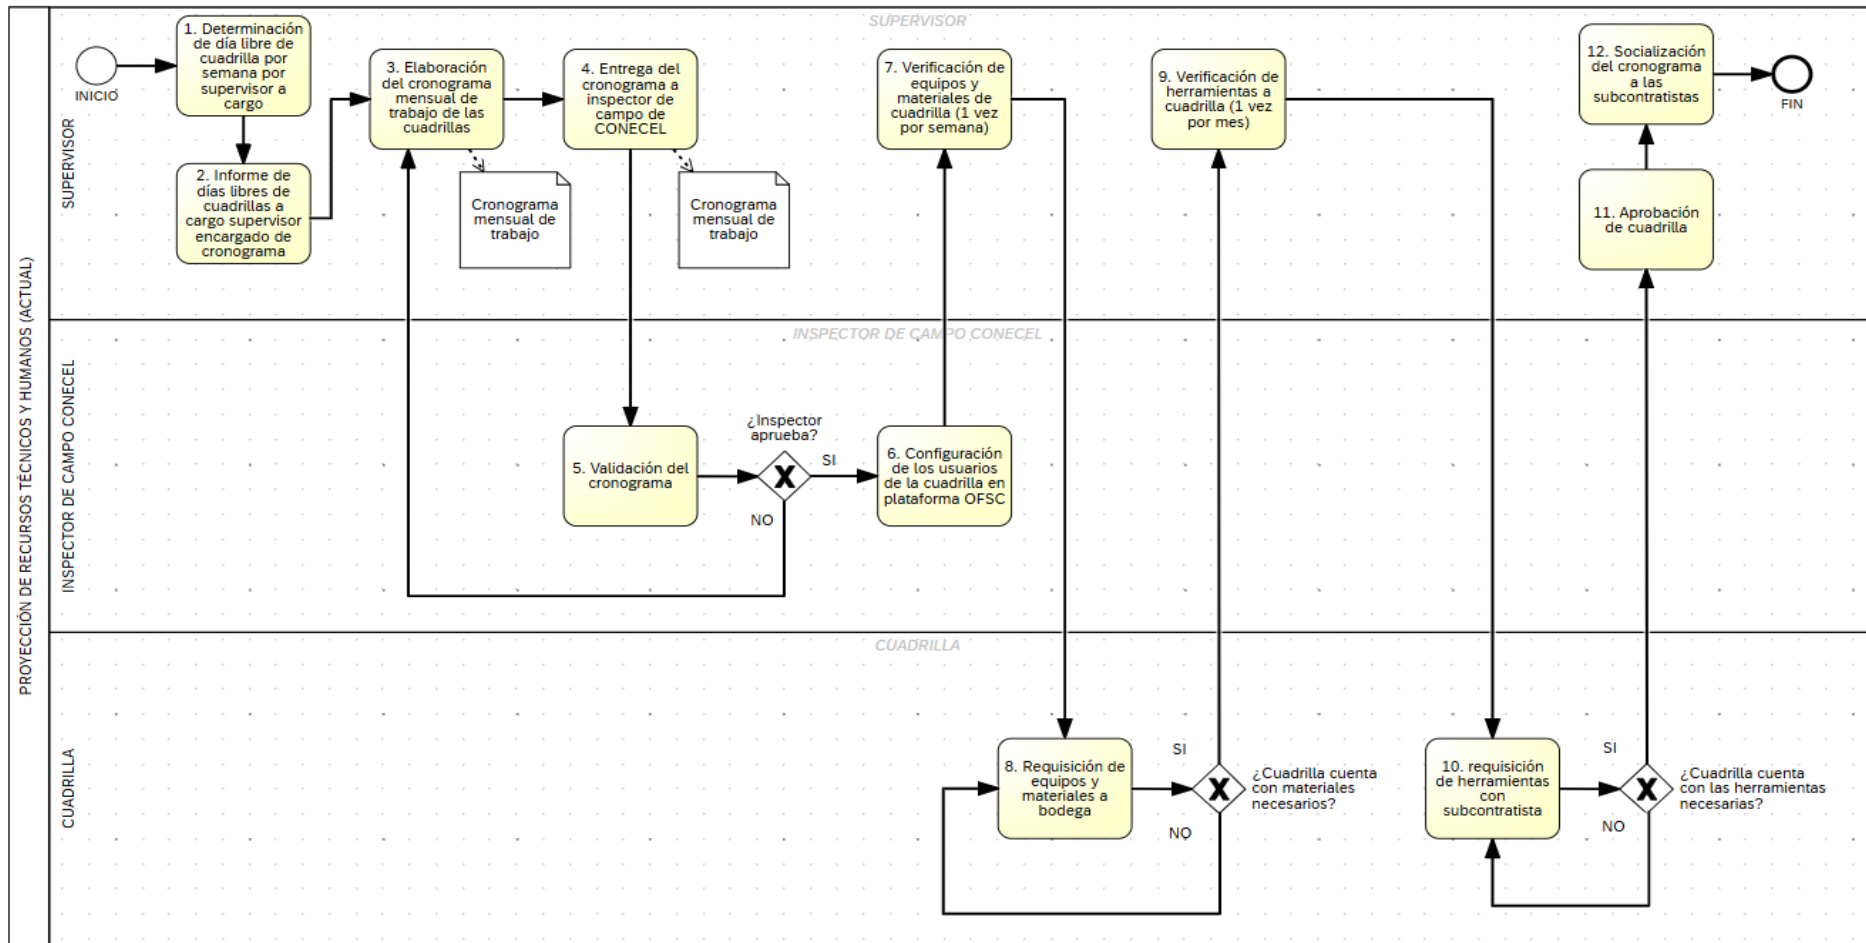 PROYECCIÓN DE RECURSOS TÉCNICOS Y HUMANOS (ACTUAL)
SUPERVISOR
SUPERVISOR
INICIO
1. Determinación
de día libre de
cuadrilla por
semana por
supervisor a
cargo
2. Informe de
días libres de
cuadrillas a
cargo supervisor
encargado de
cronograma
3. Elaboración
del cronograma
mensual de
trabajo de las
cuadrillas
Cronograma
mensual de
trabajo
4. Entrega del
cronograma a
inspector de
campo de
CONECEL
Cronograma
mensual de
trabajo
7. Verificación de
equipos y
materiales de
cuadrilla (1 vez
por semana)
9. Verificación de
herramientas a
cuadrilla (1 vez
por mes)
12. Socialización
del cronograma
a las
subcontratistas
FIN
11. Aprobación
de cuadrilla
INSPECTOR DE CAMPO CONECEL
INSPECTOR DE CAMPO CONECEL
5. Validación del
cronograma
¿Inspector
aprueba?
SI
NO
6. Configuración
de los usuarios
de la cuadrilla en
plataforma OFSC
CUADRILLA
CUADRILLA
8. Requisición de
equipos y
materiales a
bodega
SI
NO
¿Cuadrilla cuenta
con materiales
necesarios?
10. requisición
de herramientas
con
subcontratista
SI
NO
¿Cuadrilla cuenta
con las herramientas
necesarias?